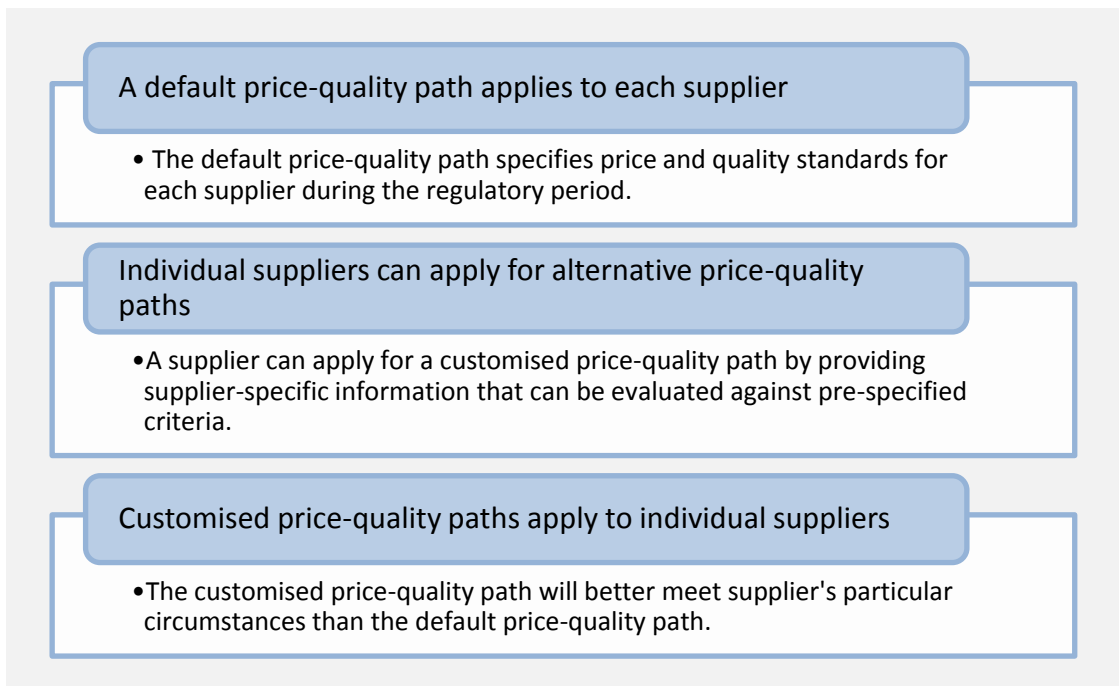 A default price-quality path applies to each supplier
• The default price-quality path specifies price and quality standards for
each supplier during the regulatory period.
Individual suppliers can apply for alternative price-quality
paths
•A supplier can apply for a customised price-quality path by providing
supplier-specific information that can be evaluated against pre-specified
criteria.
Customised price-quality paths apply to individual suppliers
•The customised price-quality path will better meet supplier's particular
circumstances than the default price-quality path.